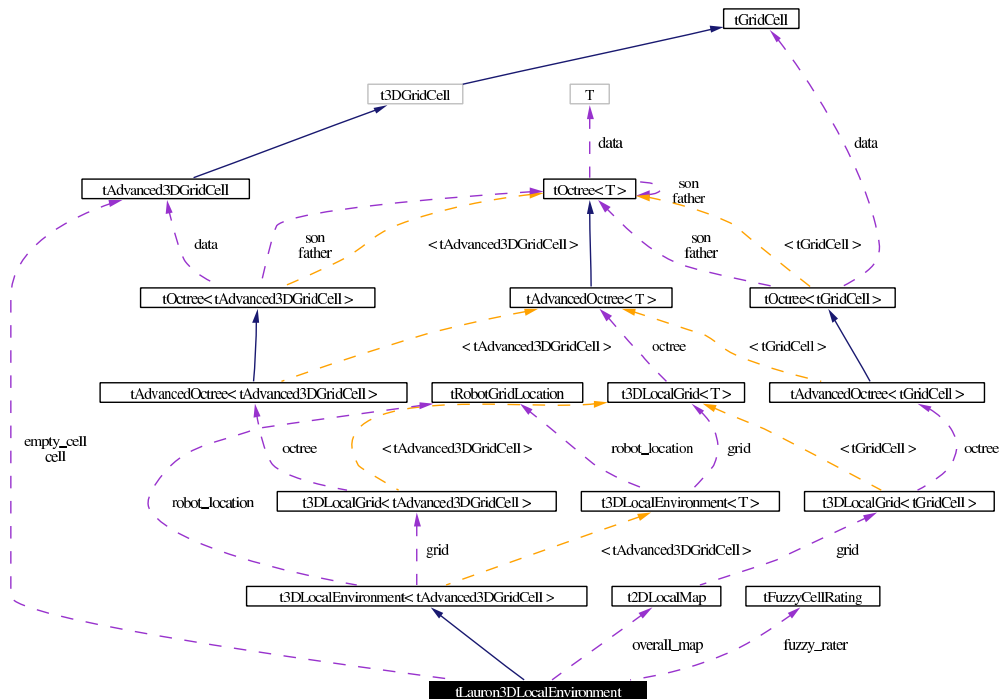 tGridCell
t3DGridCell
T
data
data
tAdvanced3DGridCell
tOctree< T >
son
father
data
son
father
< tAdvanced3DGridCell >
son
father
< tGridCell >
tOctree< tAdvanced3DGridCell >
tAdvancedOctree< T >
tOctree< tGridCell >
< tAdvanced3DGridCell >
octree
< tGridCell >
tAdvancedOctree< tAdvanced3DGridCell >
tRobotGridLocation
t3DLocalGrid< T >
tAdvancedOctree< tGridCell >
empty_cell
cell
octree
< tAdvanced3DGridCell >
robot_location
grid
< tGridCell >
octree
robot_location
t3DLocalGrid< tAdvanced3DGridCell >
t3DLocalEnvironment< T >
t3DLocalGrid< tGridCell >
grid
< tAdvanced3DGridCell >
grid
t3DLocalEnvironment< tAdvanced3DGridCell >
t2DLocalMap
tFuzzyCellRating
overall_map
fuzzy_rater
tLauron3DLocalEnvironment